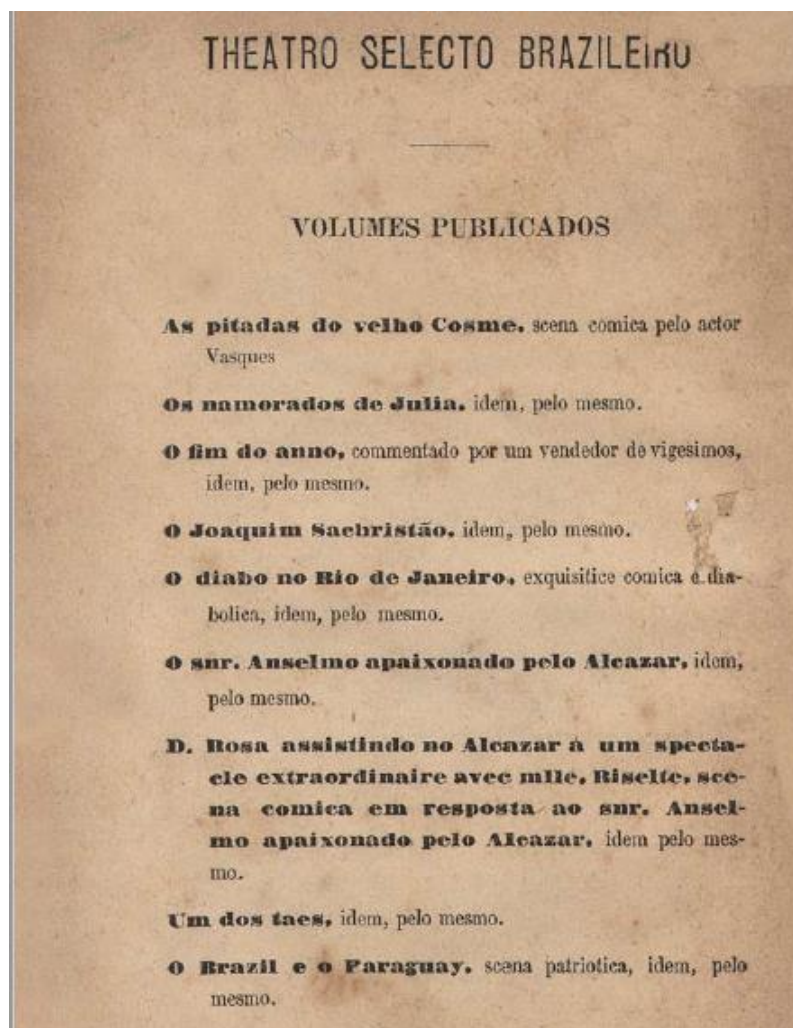 THEATRO SELECTO BRAZILEIRO
VOLUMES PUBLICADOS
As pitadas do velho Cosme, scena comica pelo actor
Vasques
Os namorados de Julia, idem, pelo mesmo.
O fim do anno, commentado por um vendedor de vigesimos,
idem, pelo mesmo.
O Joaquim Sachristão, idem, pelo mesmo.
O diabo no Rio de Janeiro, exquisitice comica e dia-
bolica, idem, pelo mesmo.
O snr. Anselmo apaixonado pelo Alcazar, idem,
pelo mesmo.
D. Rosa assistindo no Alcazar à um specta-
cle extraordinaire avec mlle. Risette, sce-
na comica em resposta ao snr. Ansel-
mo apaixonado pelo Alcazar, idem pelo mes-
mo.
Um dos taes, idem, pelo mesmo.
O Brazil e o Paraguay, scena patriotica, idem, pelo
mesmo.